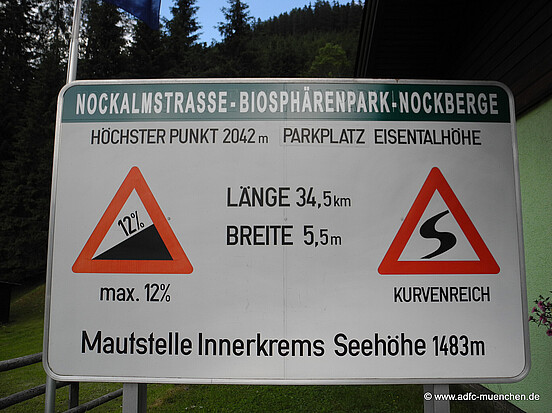 NOCKALMSTRASSE-BIOSPHÄRENPARK-NOCKBERGE
HÖCHSTER PUNKT 2042 m PARKPLATZ EISENTALHÖHE
12%
LÄNGE 34,5 km
BREITE 5,5 m
max. 12%
KURVENREICH
Mautstelle Innerkrems Seehöhe 1483 m
© www.adfc-muenchen.de